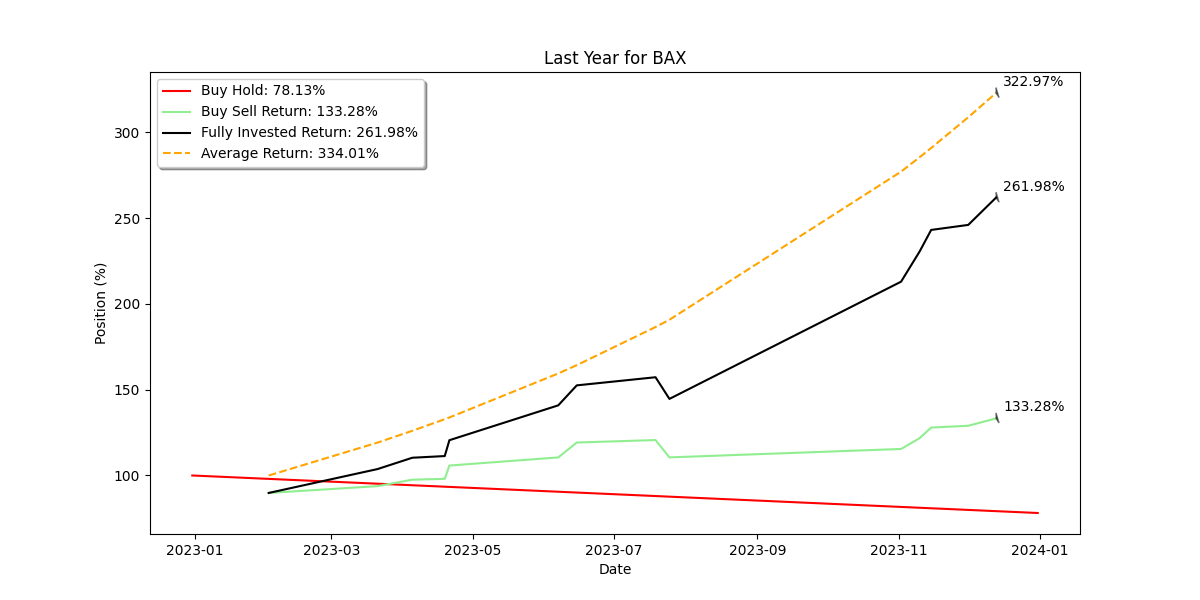 Last Year for BAX
Buy Hold: 78.13%
Buy Sell Return: 133.28%
Fully Invested Return: 261.98%
Average Return: 334.01%
322.97%
261.98%
133.28%
Position (%)
300
250
200
150
100
2023-01
2023-03
2023-05
2023-07
2023-09
2023-11
2024-01
Date